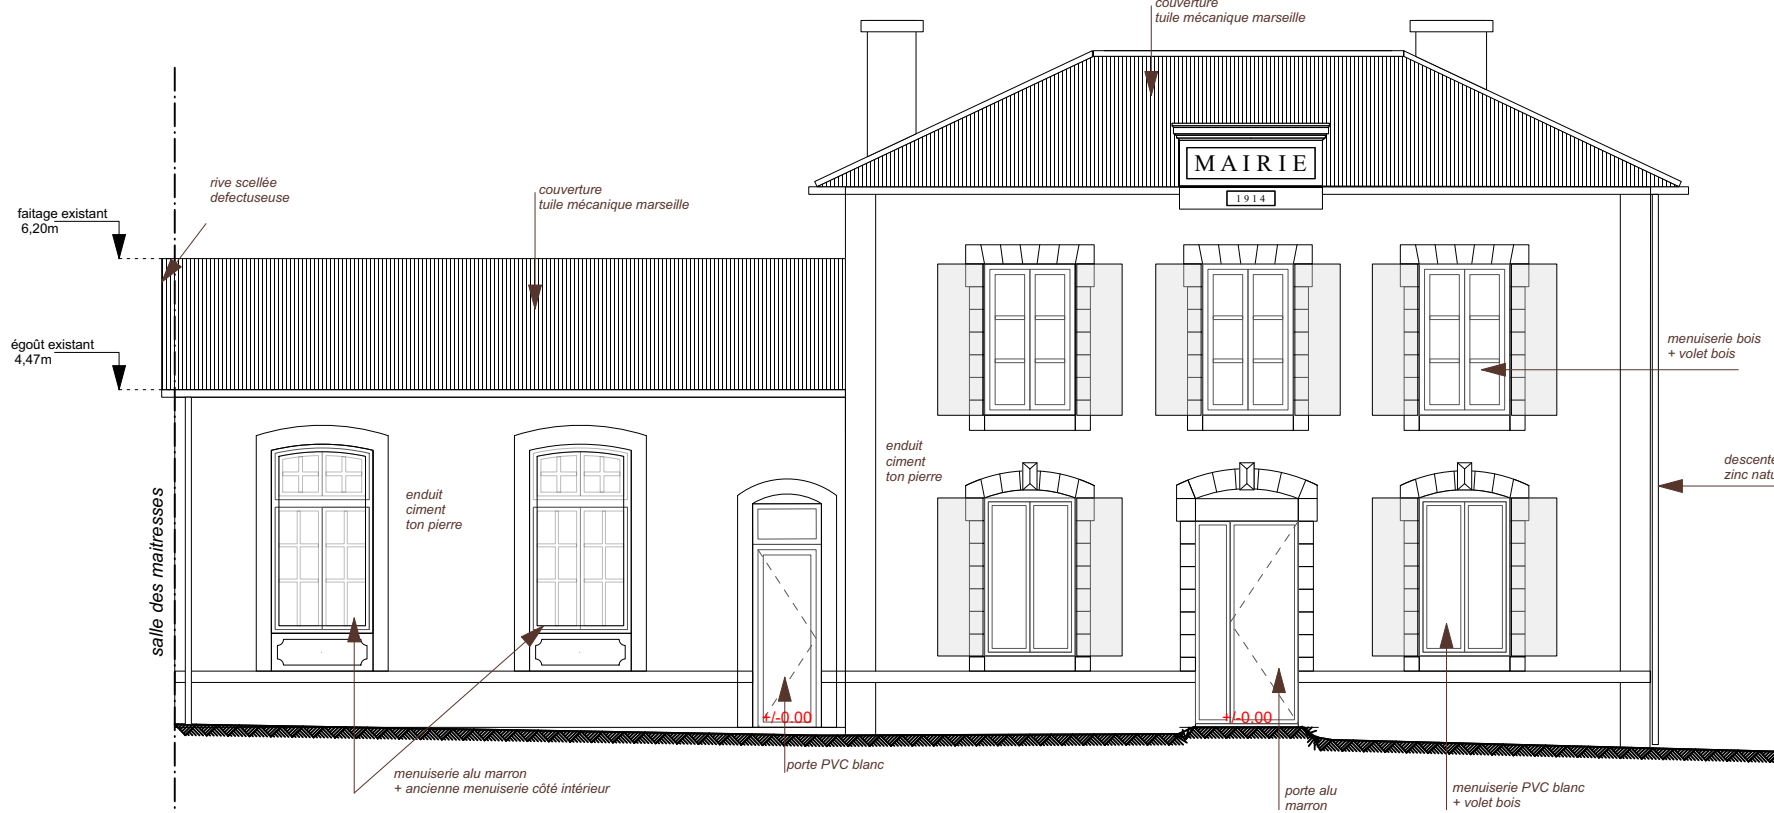 couverture
tuile mécanique marseille
MAIRIE
1914
rive scellée
defectuseuse
couverture
tuile mécanique marseille
faitage existant
6,20m
égoût existant
4,47m
menuiserie bois
+ volet bois
enduit
ciment
ton pierre
descente
zinc natu
enduit
ciment
ton pierre
salle des maitresses
+/-0.00
+/-0.00
porte PVC blanc
menuiserie alu marron
+ ancienne menuiserie côté intérieur
porte alu
marron
menuiserie PVC blanc
+ volet bois